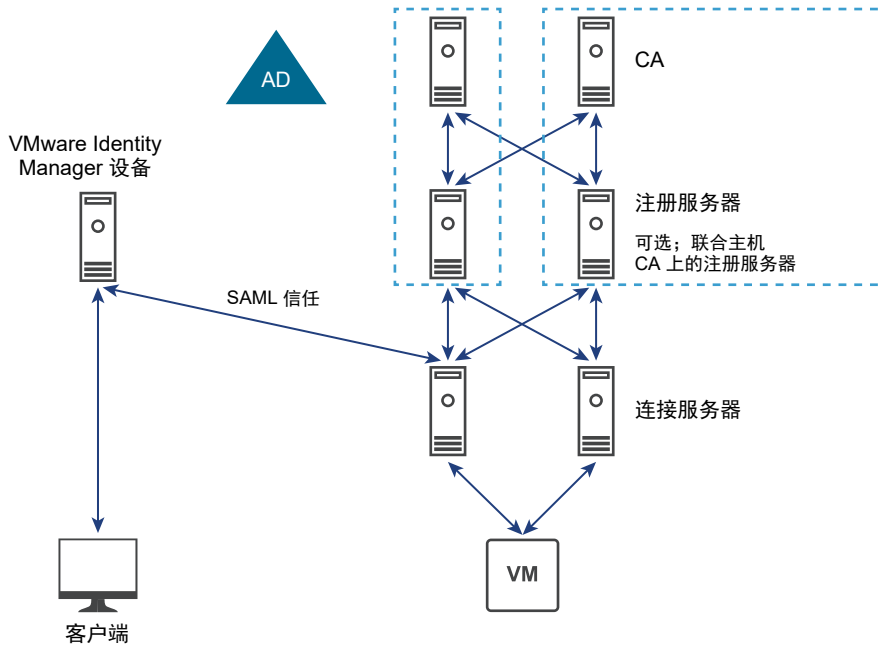 AD
CA
VMware Identity
Manager 设备
注册服务器
可选；联合主机
CA 上的注册服务器
SAML 信任
连接服务器
VM
客户端